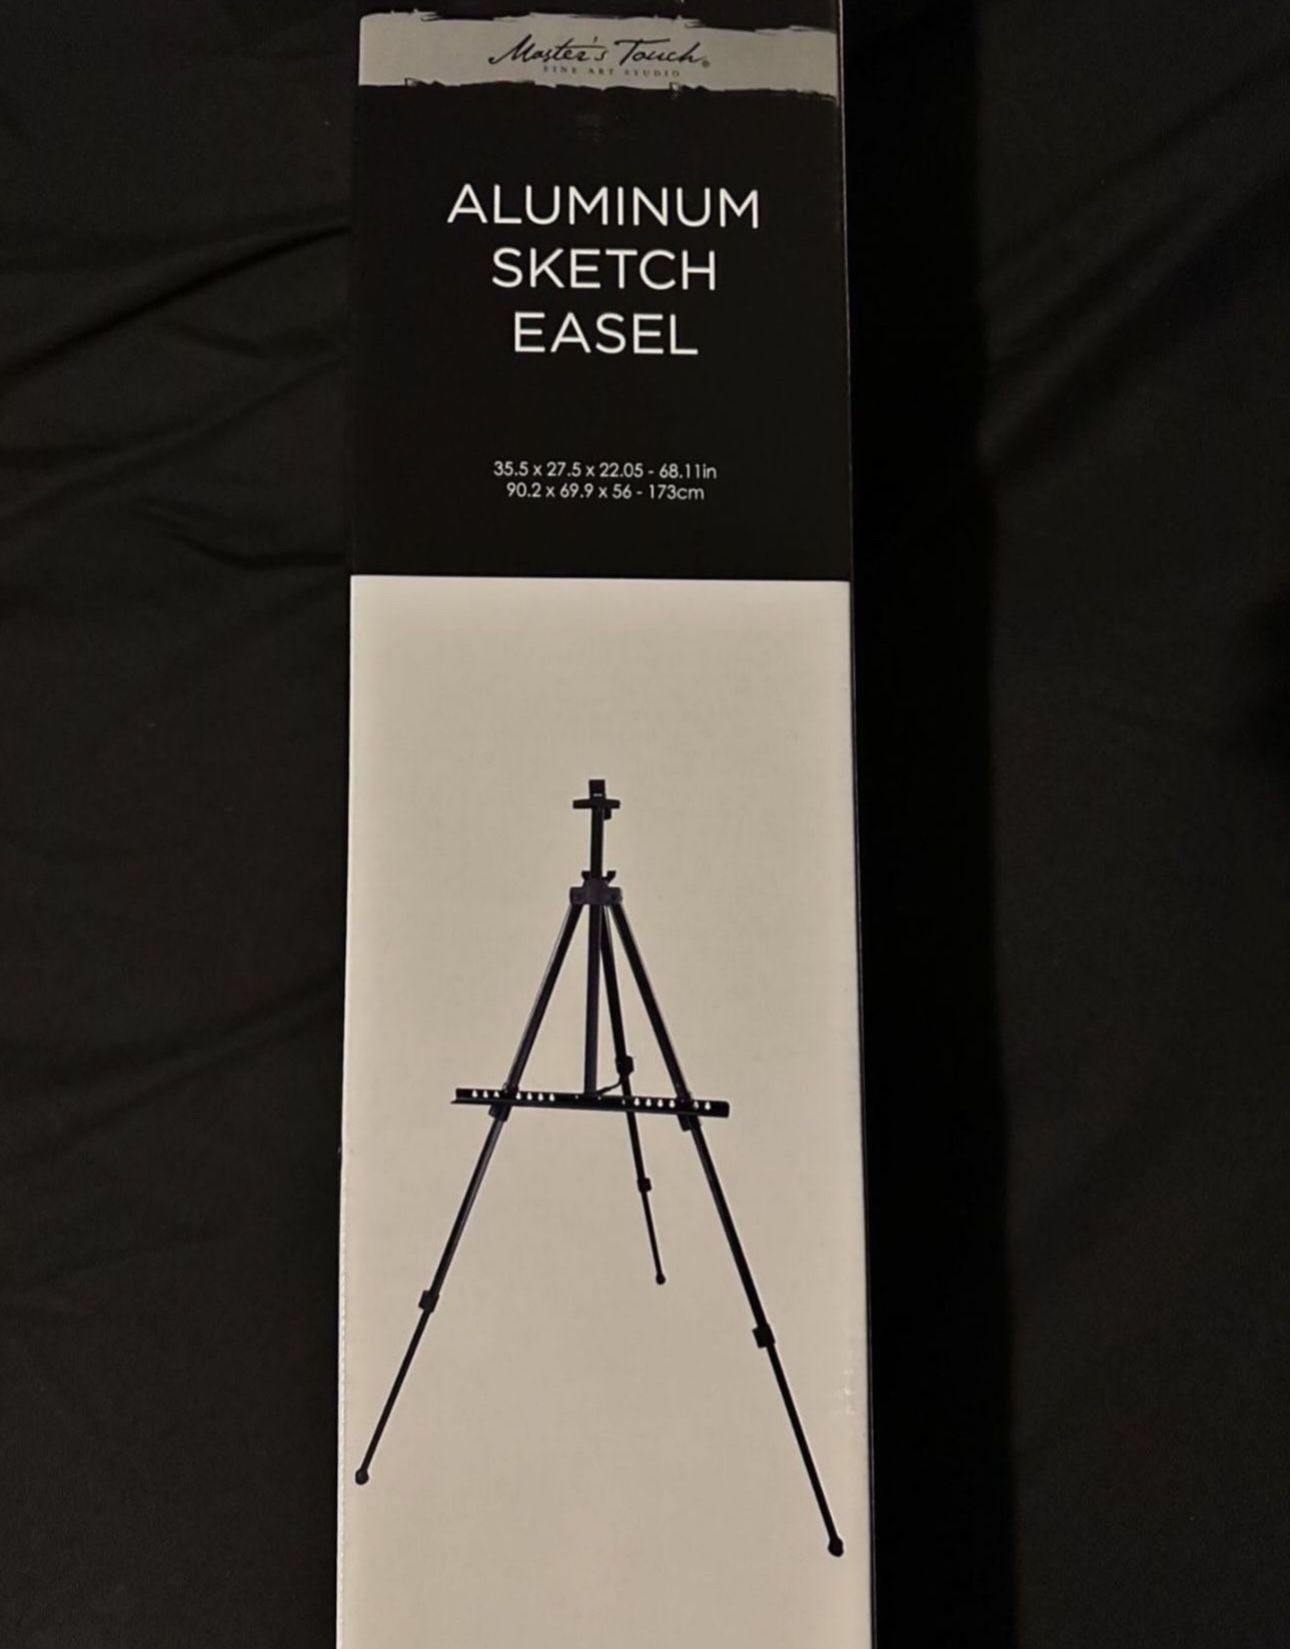 Master's Touch®
FINE ART STUDIO
ALUMINUM
SKETCH
EASEL
35.5 x 27.5 x 22.05 - 68.11in
90.2 x 69.9 x 56 - 173cm